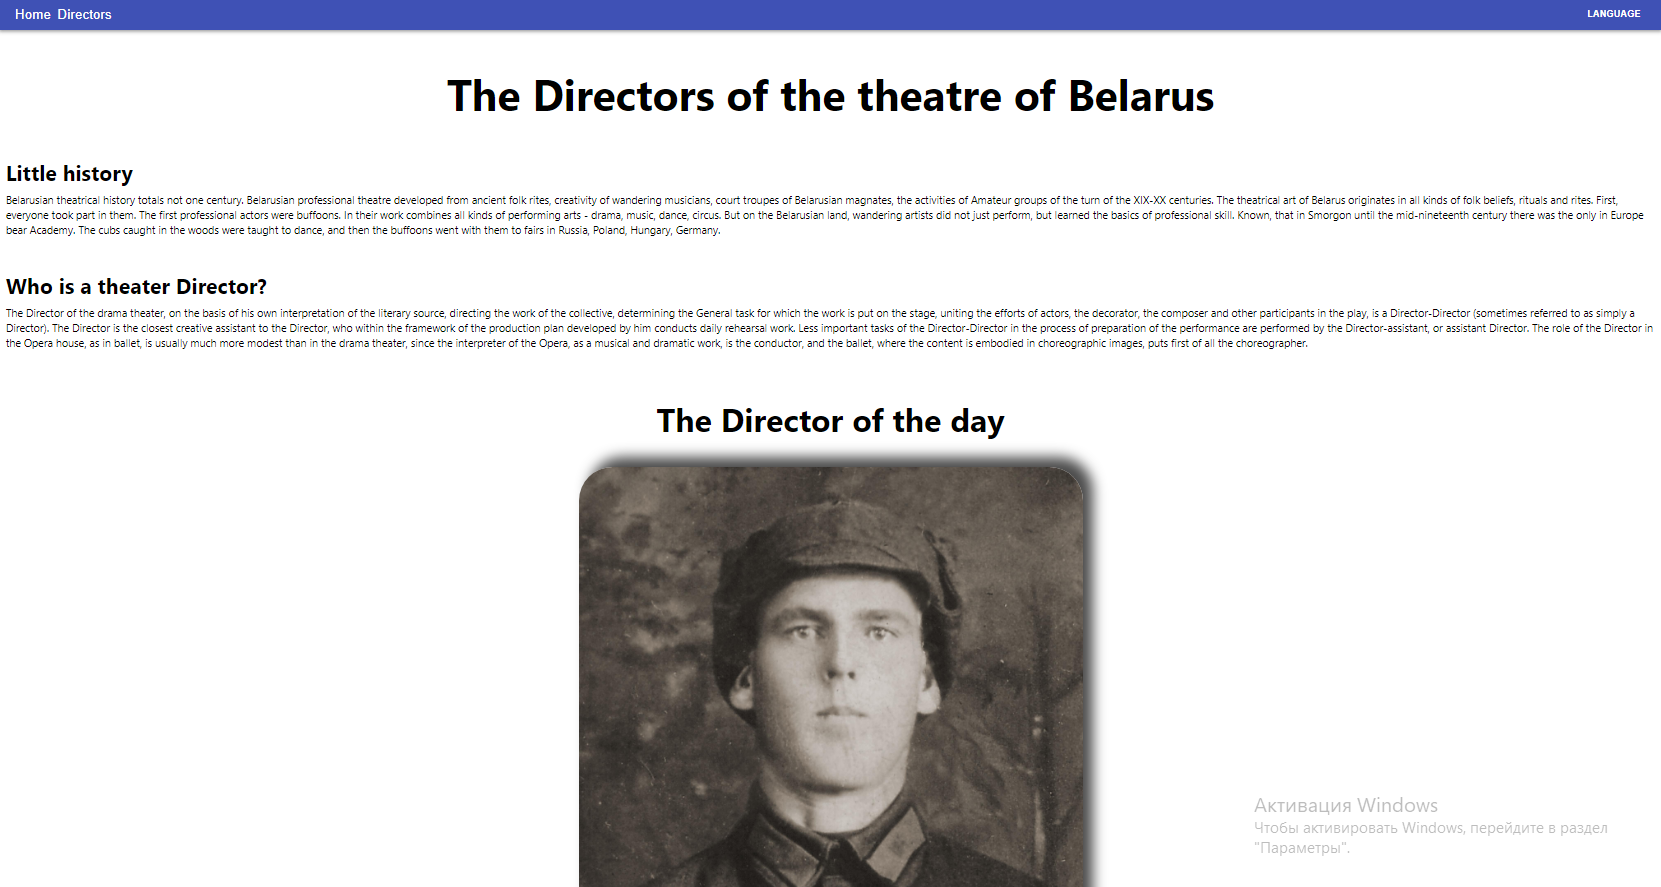 Home Directors
LANGUAGE
The Directors of the theatre of Belarus
Little history
Belarusian theatrical history totals not one century. Belarusian professional theatre developed from ancient folk rites, creativity of wandering musicians, court troupes of Belarusian magnates, the activities of Amateur groups of the turn of the XIX-XX centuries. The theatrical art of Belarus originates in all kinds of folk beliefs, rituals and rites. First,
everyone took part in them. The first professional actors were buffoons. In their work combines all kinds of performing arts - drama, music, dance, circus. But on the Belarusian land, wandering artists did not just perform, but learned the basics of professional skill. Known, that in Smorgon until the mid-nineteenth century there was the only in Europe
bear Academy. The cubs caught in the woods were taught to dance, and then the buffoons went with them to fairs in Russia, Poland, Hungary, Germany.
Who is a theater Director?
The Director of the drama theater, on the basis of his own interpretation of the literary source, directing the work of the collective, determining the General task for which the work is put on the stage, uniting the efforts of actors, the decorator, the composer and other participants in the play, is a Director-Director (sometimes referred to as simply a
Director). The Director is the closest creative assistant to the Director, who within the framework of the production plan developed by him conducts daily rehearsal work. Less important tasks of the Director-Director in the process of preparation of the performance are performed by the Director-assistant, or assistant Director. The role of the Director in
the Opera house, as in ballet, is usually much more modest than in the drama theater, since the interpreter of the Opera, as a musical and dramatic work, is the conductor, and the ballet, where the content is embodied in choreographic images, puts first of all the choreographer.
The Director of the day
Активация Windows
Чтобы активировать Windows, перейдите в раздел
"Параметры".